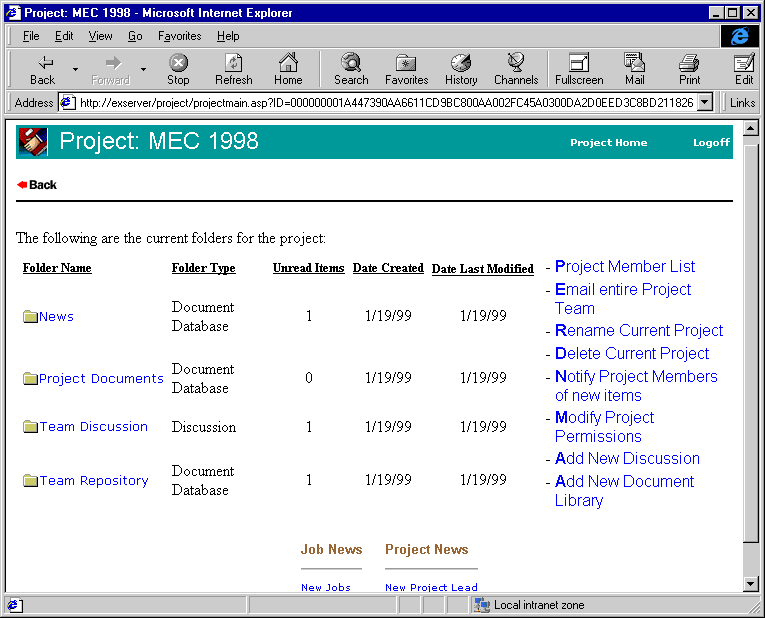 Project: MEC 1998 - Microsoft Internet Explorer
File Edit View Go Favorites Help
Back Forward Stop Refresh Home Search Favorites History Channels Fullscreen Mail Print Edit
Address http://exserver/project/projectmain.asp?ID=000000001A447390AA6611CD9BC800AA002FC45A0300DA2D0EED3C8BD211826 Links
Project: MEC 1998 Project Home Logoff
Back
The following are the current folders for the project:
Folder Name Folder Type Unread Items Date Created Date Last Modified
News Document Database 1 1/19/99 1/19/99
Project Documents Document Database 0 1/19/99 1/19/99
Team Discussion Discussion 1 1/19/99 1/19/99
Team Repository Document Database 1 1/19/99 1/19/99
- Project Member List
- Email entire Project
Team
- Rename Current Project
- Delete Current Project
- Notify Project Members
of new items
- Modify Project
Permissions
- Add New Discussion
- Add New Document
Library
Job News Project News
New Jobs New Project Lead
Local intranet zone